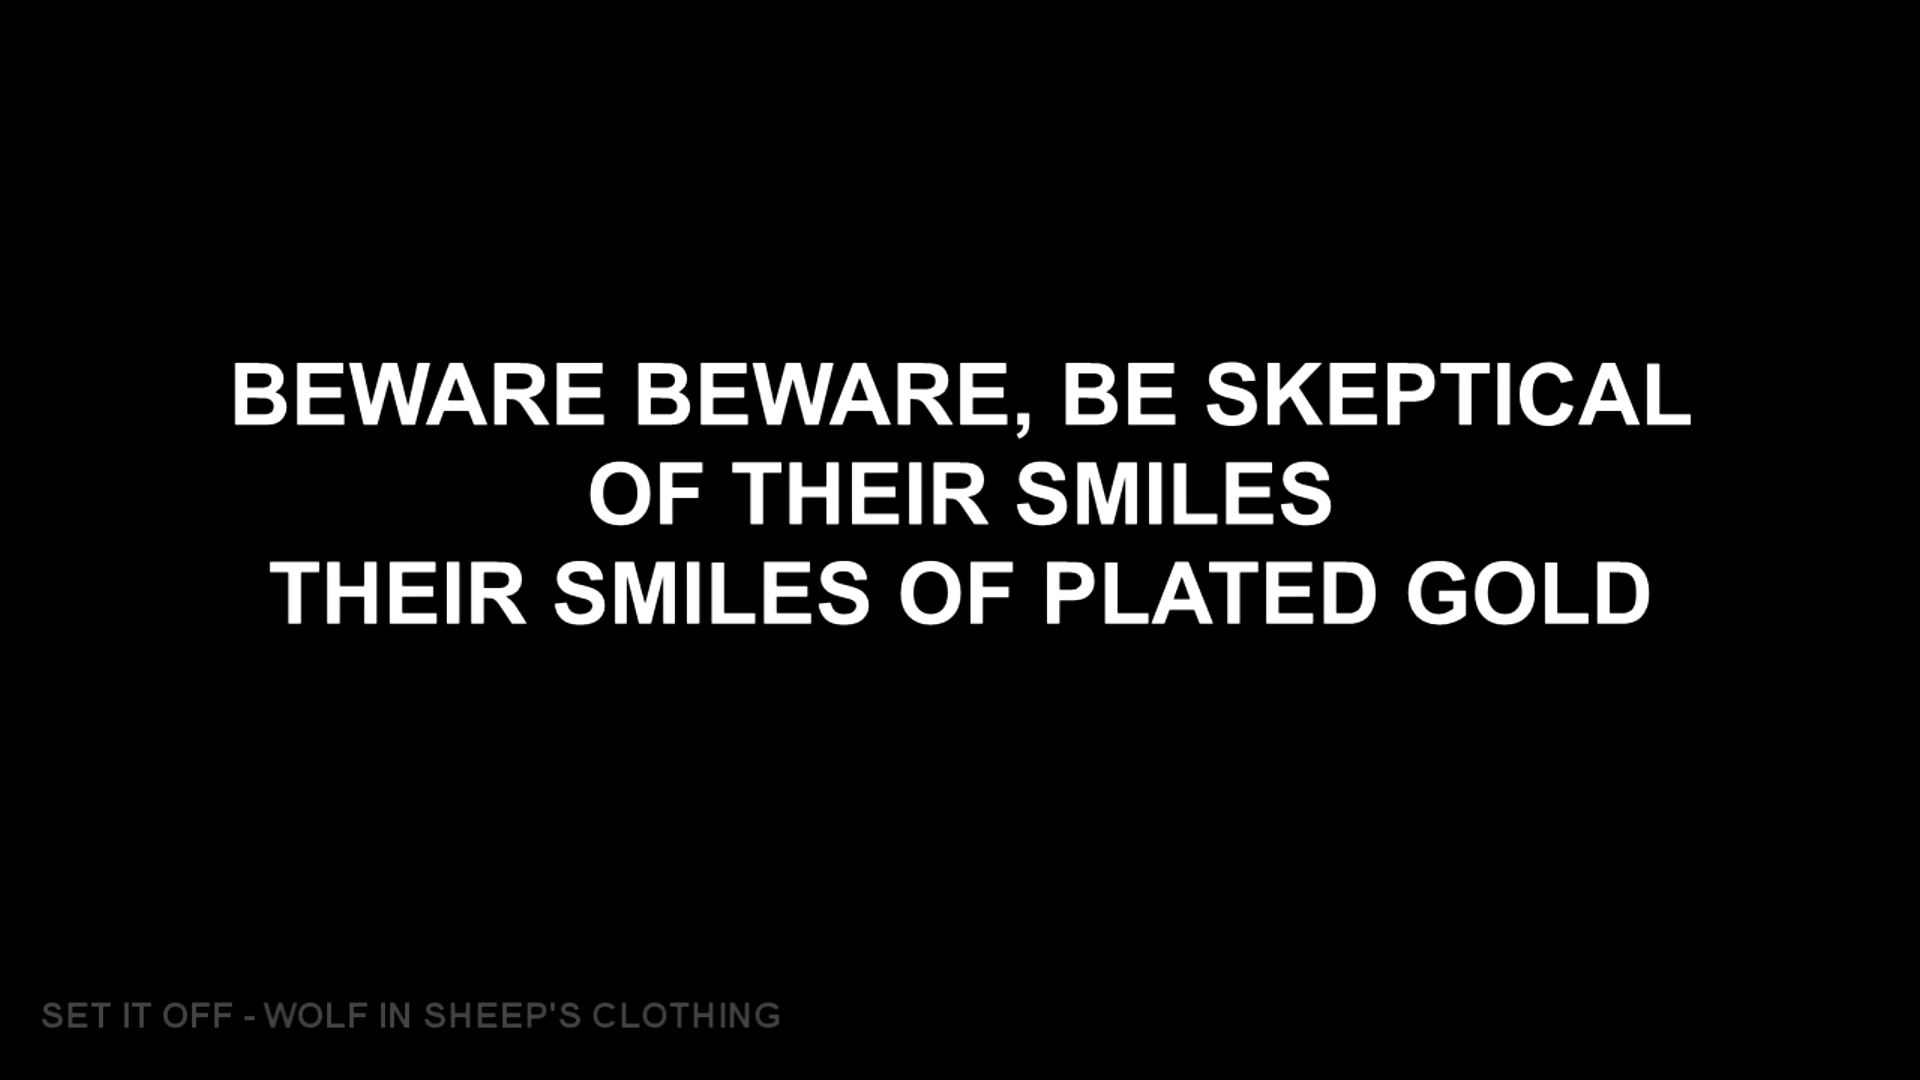 BEWARE BEWARE, BE SKEPTICAL
OF THEIR SMILES
THEIR SMILES OF PLATED GOLD
SET IT OFF - WOLF IN SHEEP'S CLOTHING